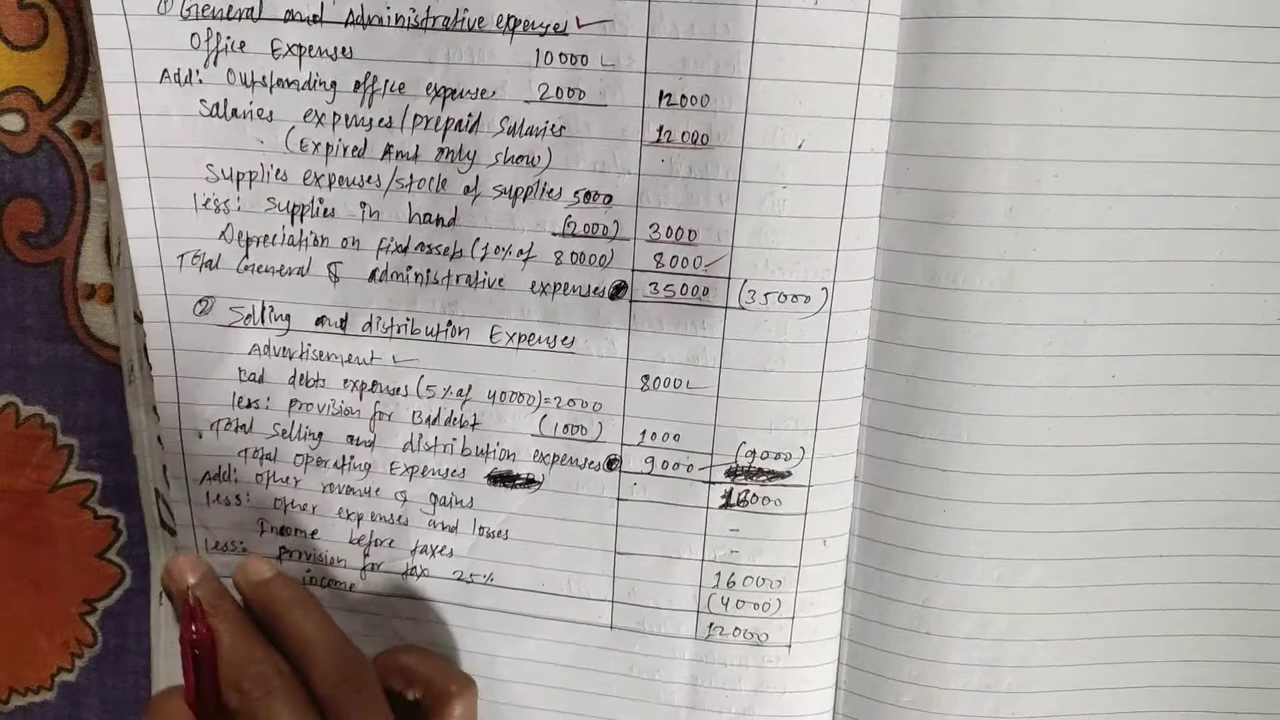 ① General and Administrative expenses ✓
Office Expenses 10000
Add: Outstanding office expenses 2000 12000
Salaries expenses/prepaid Salaries 12000
(Expired Amt only show)
Supplies expenses/stock of supplies 5000
less: supplies in hand (2000) 3000
Depreciation on fixed assets (10% of 80000) 8000
Total General & administrative expenses 35000 (35000)
② Selling and distribution Expenses
Advertisement 8000
Bad debts expenses (5% of 40000)=2000
less: provision for Bad debt (1000) 1000
Total Selling and distribution expenses 9000 (9000)
Total Operating Expenses 16000
Add: other revenue & gains -
less: other expenses and losses -
Income before taxes 16000
less: provision for tax 25% (4000)
income 12000